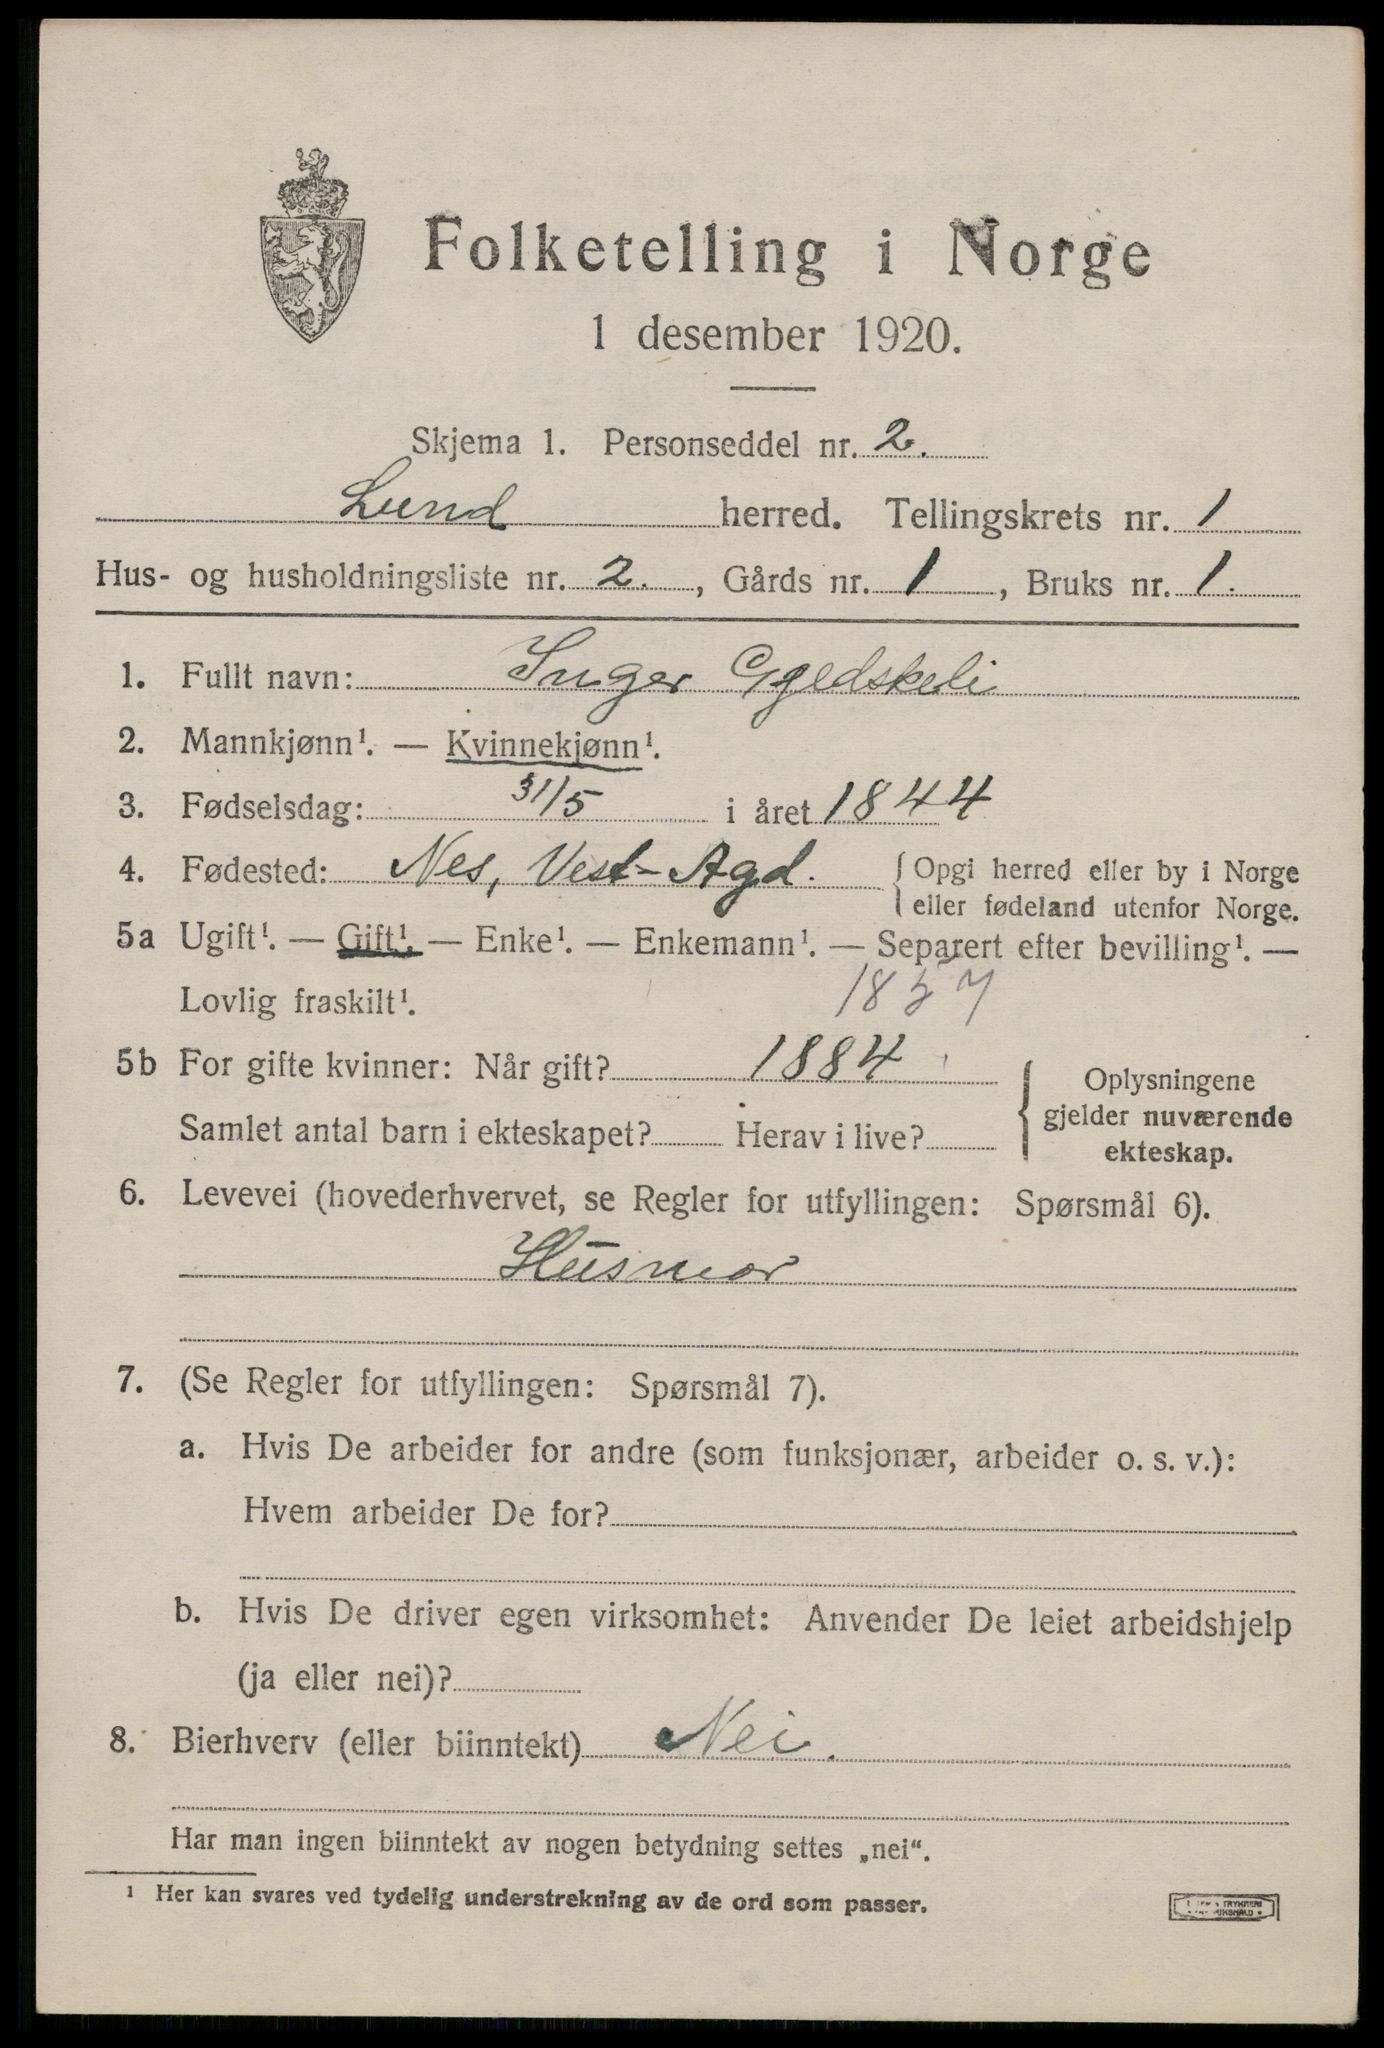 Folketelling i Norge
1 desember 1920.
Skjema 1. Personseddel nr. 2.
Lund herred. Tellingskrets nr. 1
Hus- og husholdningsliste nr. 2. , Gårds nr. 1 , Bruks nr. 1.
1. Fullt navn: Inger Gjedskeli
2. Mannkjønn¹. — Kvinnekjønn¹.
3. Fødselsdag: 31/5 i året 1844
4. Fødested: Nes, Vest-Agd. { Opgi herred eller by i Norge
eller fødeland utenfor Norge.
5a Ugift¹. — Gift¹. — Enke¹. — Enkemann¹. — Separert efter bevilling¹. —
Lovlig fraskilt¹. 1857
5b For gifte kvinner: Når gift? 1884 { Oplysningene
gjelder nuværende
Samlet antal barn i ekteskapet? Herav i live?
ekteskap.
6. Levevei (hovederhvervet, se Regler for utfyllingen: Spørsmål 6).
Husmor
7. (Se Regler for utfyllingen: Spørsmål 7).
a. Hvis De arbeider for andre (som funksjonær, arbeider o. s. v.):
Hvem arbeider De for?
b. Hvis De driver egen virksomhet: Anvender De leiet arbeidshjelp
(ja eller nei)?
8. Bierhverv (eller biinntekt) Nei.
Har man ingen biinntekt av nogen betydning settes „nei“.
¹ Her kan svares ved tydelig understrekning av de ord som passer.